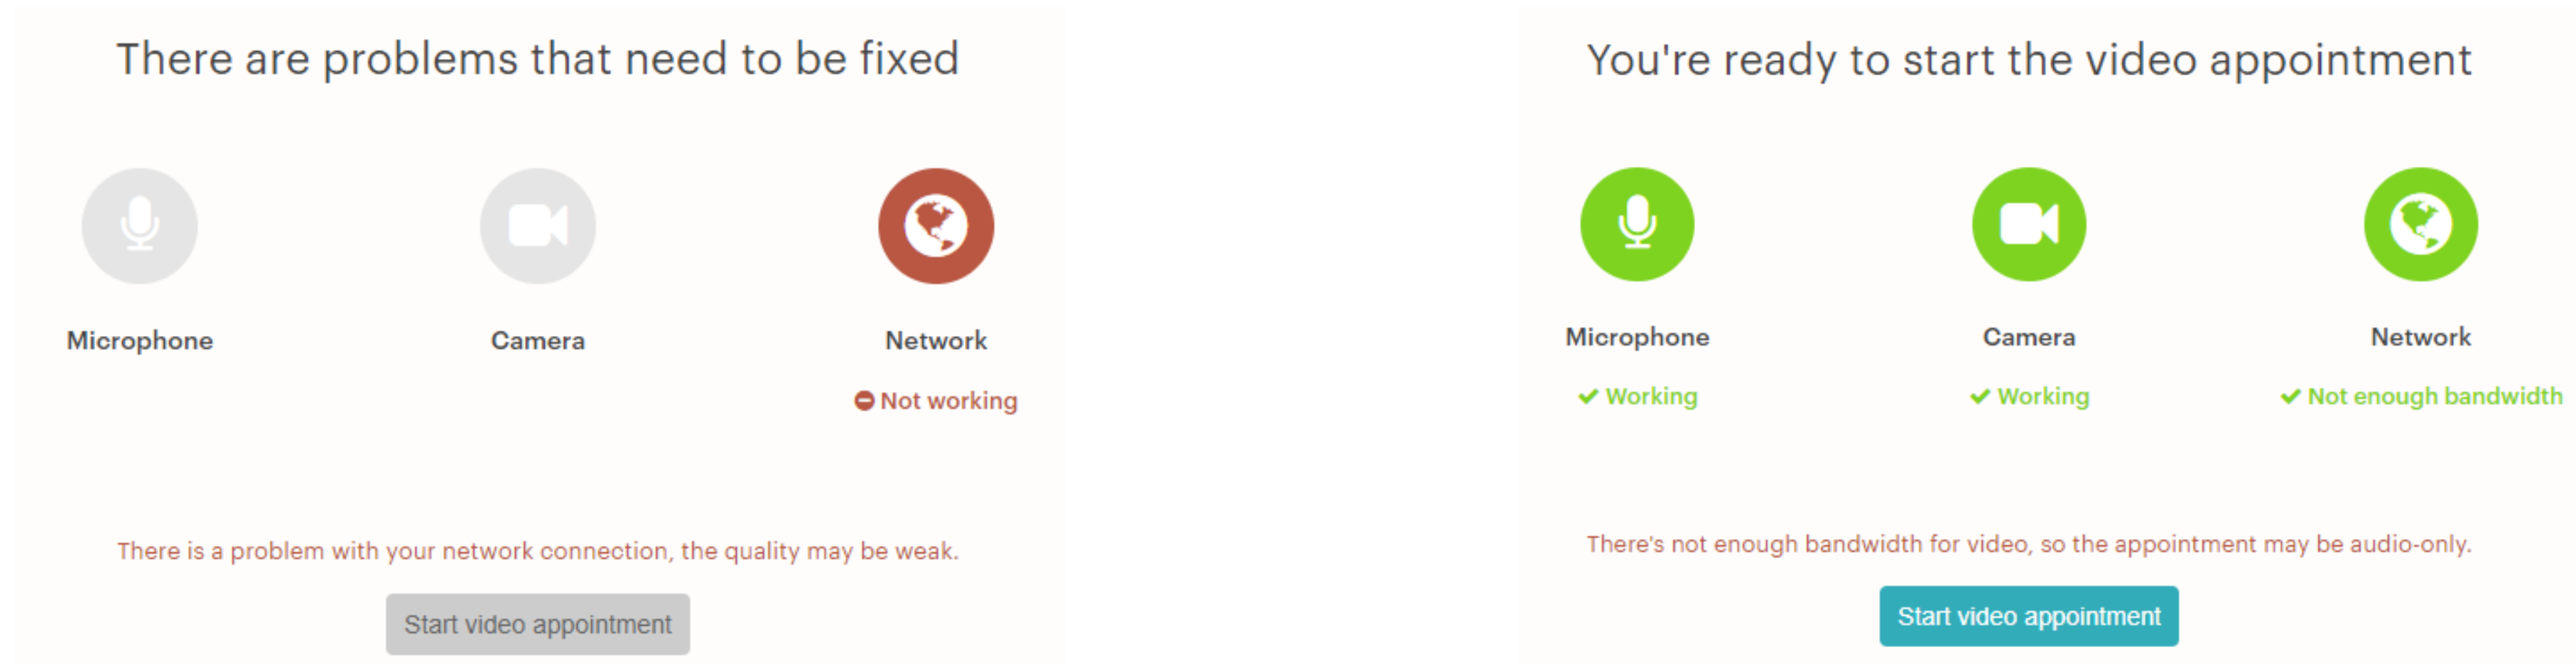 There are problems that need to be fixed
Microphone
Camera
Network
Not working
There is a problem with your network connection, the quality may be weak.
Start video appointment
You're ready to start the video appointment
Microphone
Camera
Network
Working
Working
Not enough bandwidth
There's not enough bandwidth for video, so the appointment may be audio-only.
Start video appointment